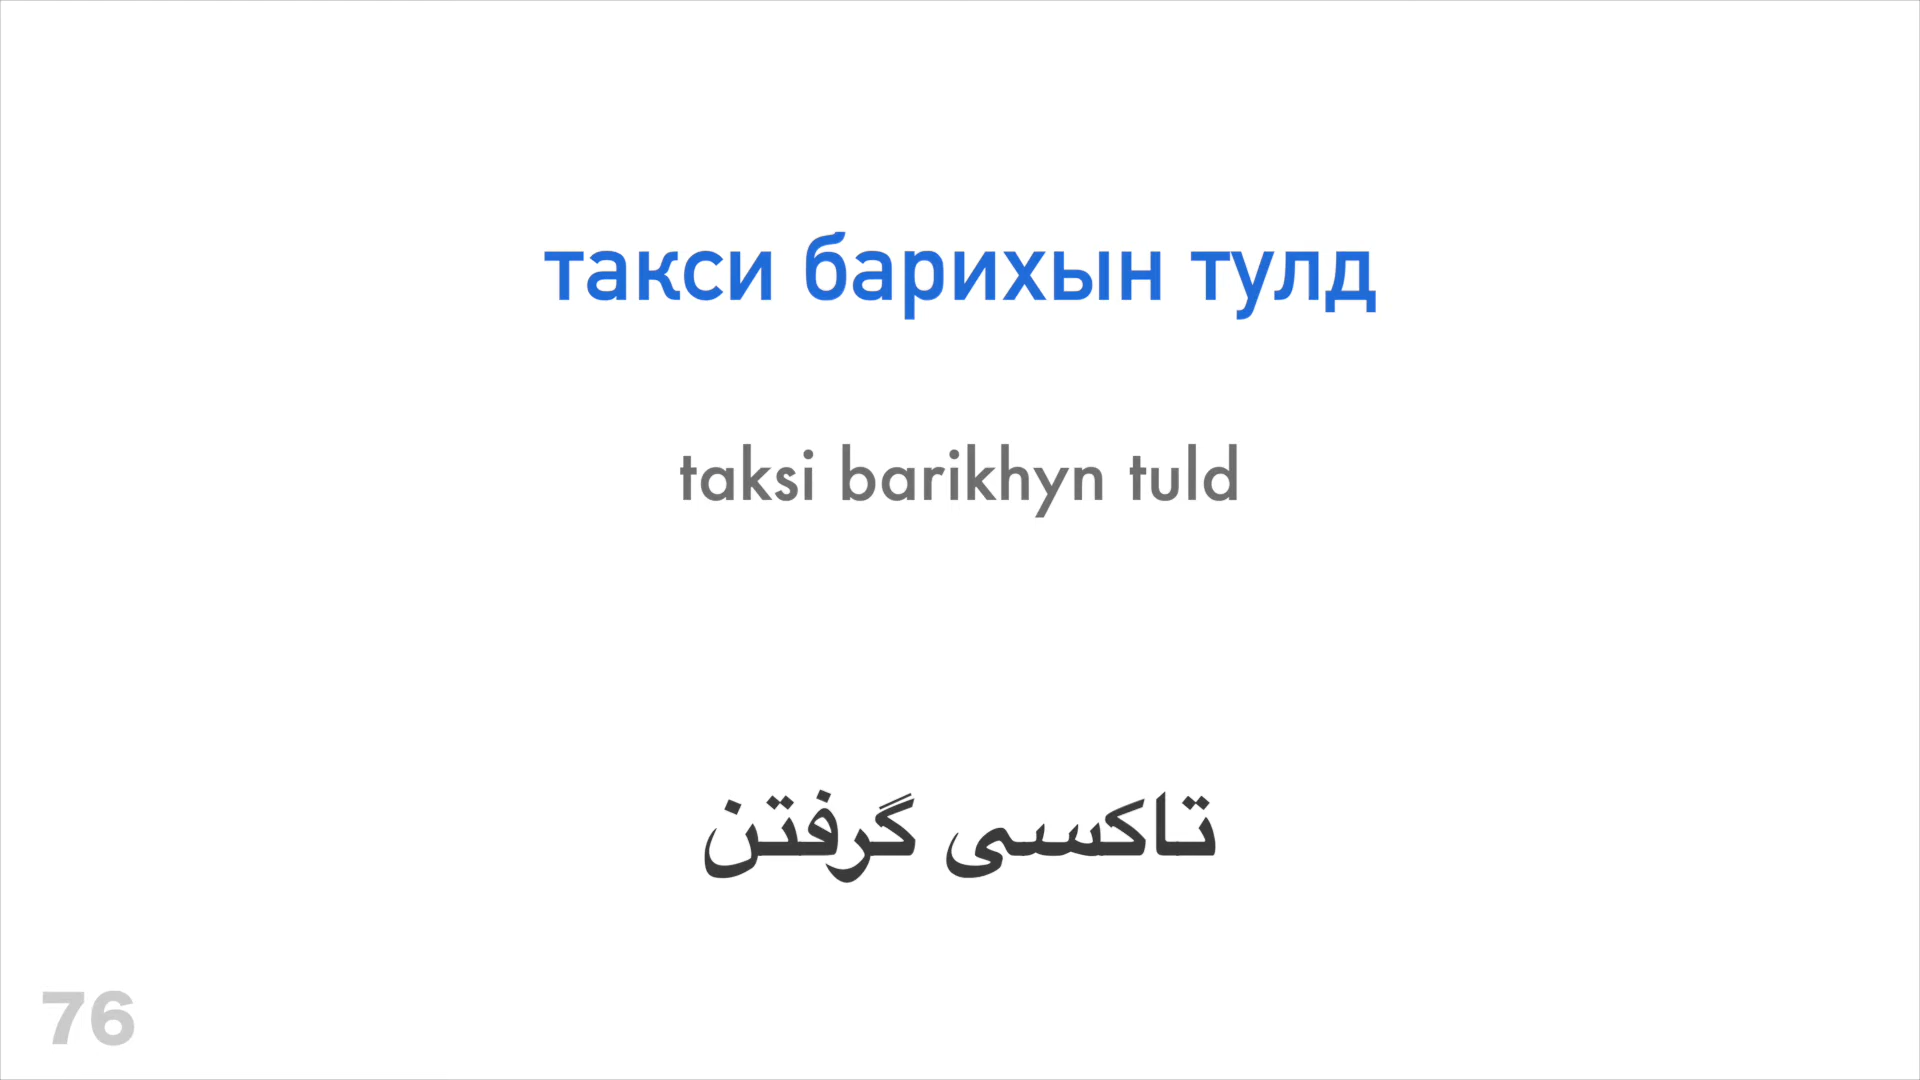 такси барихын тулд
taksi barikhyn tuld
تاکسی گرفتن
76